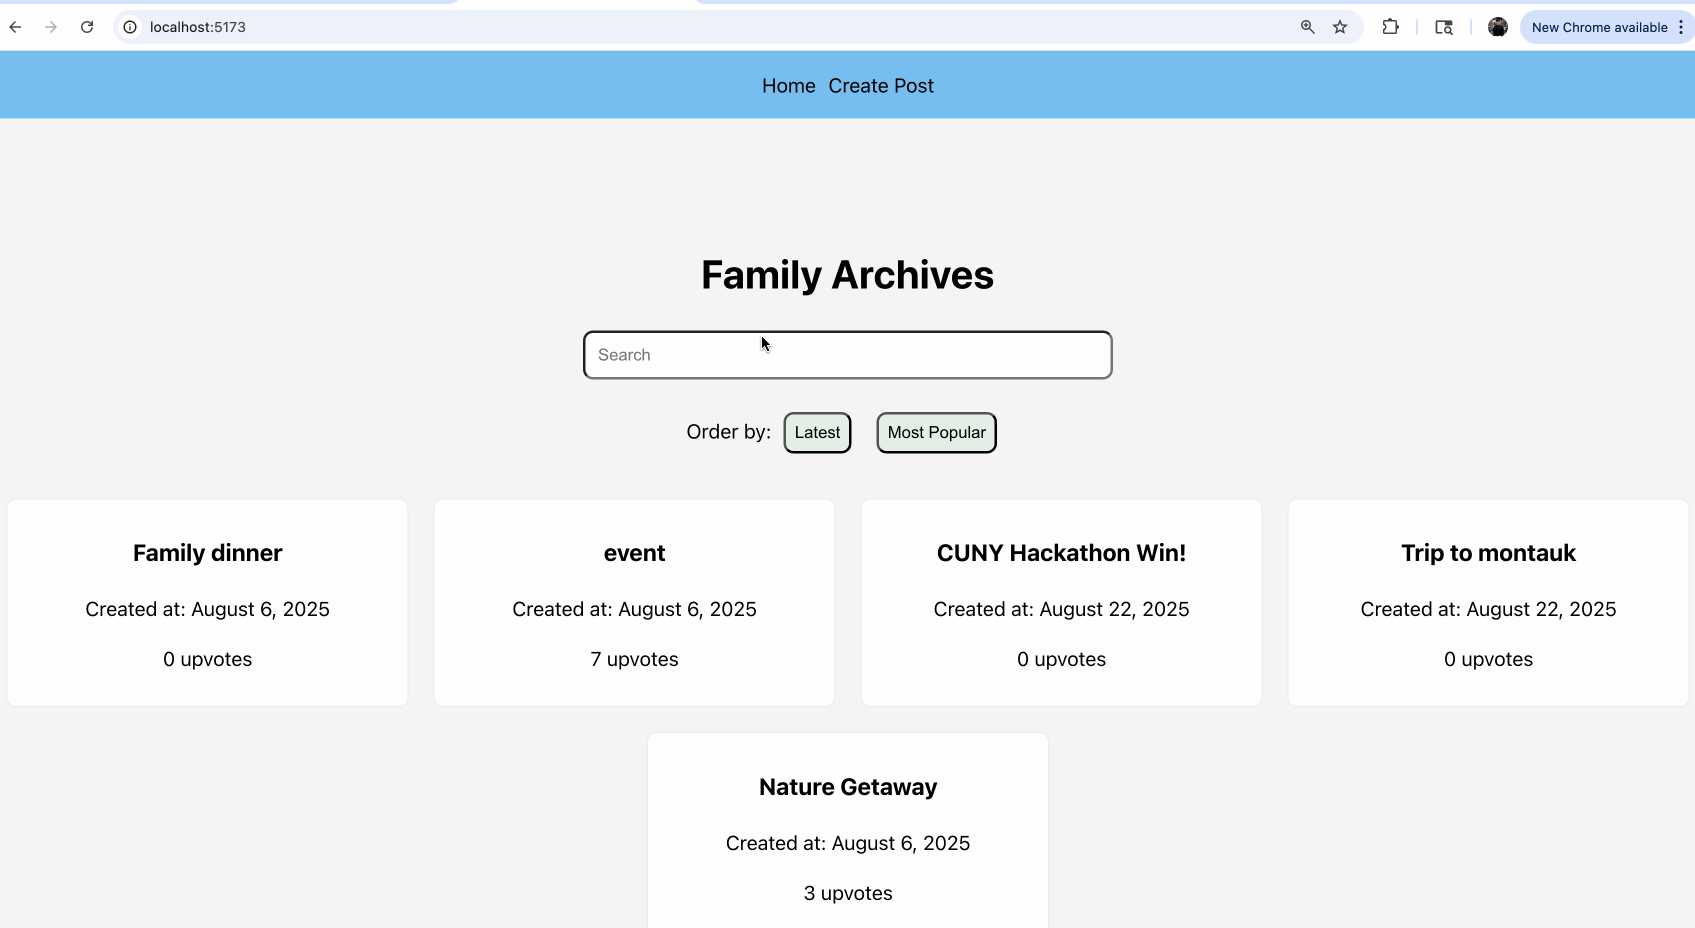 localhost:5173
New Chrome available
Home Create Post
Family Archives
Search
Order by: Latest Most Popular
Family dinner
Created at: August 6, 2025
0 upvotes
event
Created at: August 6, 2025
7 upvotes
CUNY Hackathon Win!
Created at: August 22, 2025
0 upvotes
Trip to montauk
Created at: August 22, 2025
0 upvotes
Nature Getaway
Created at: August 6, 2025
3 upvotes